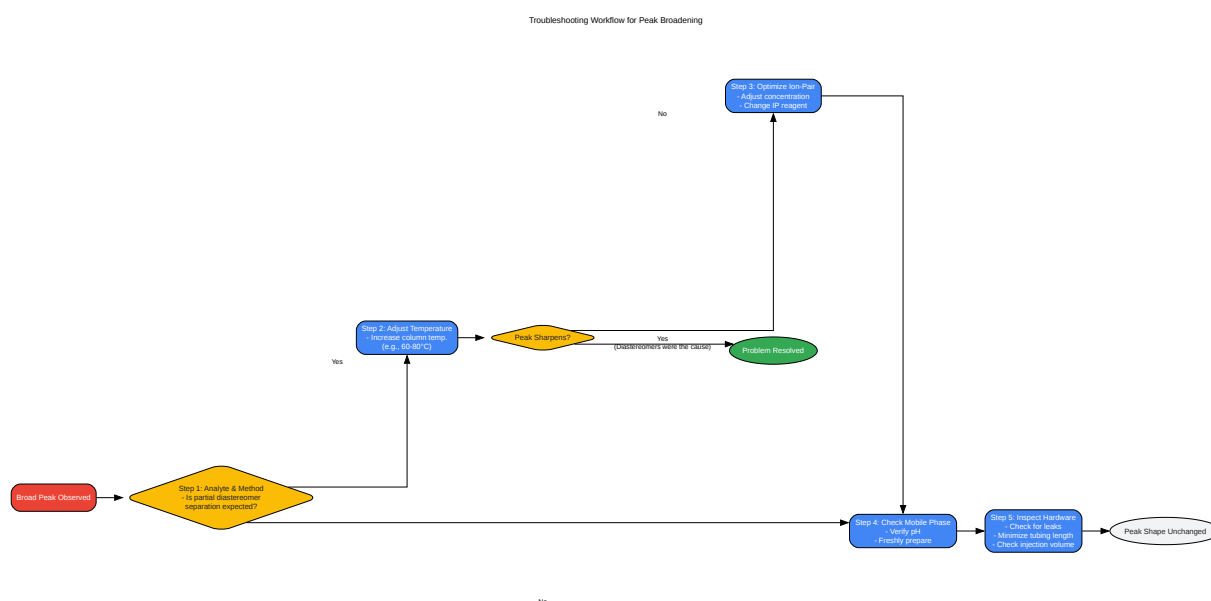 Troubleshooting Workflow for Peak Broadening
Step 3: Optimize Ion-Pair
- Adjust concentration
- Change IP reagent
No
Step 2: Adjust Temperature
- Increase column temp.
(e.g., 60-80°C)
Peak Sharpens?
Yes
(Diastereomers were the cause)
Problem Resolved
Yes
Broad Peak Observed
Step 1: Analyte & Method
- Is partial diastereomer
separation expected?
Step 4: Check Mobile Phase
- Verify pH
- Freshly prepare
Step 5: Inspect Hardware
- Check for leaks
- Minimize tubing length
- Check injection volume
Peak Shape Unchanged
No